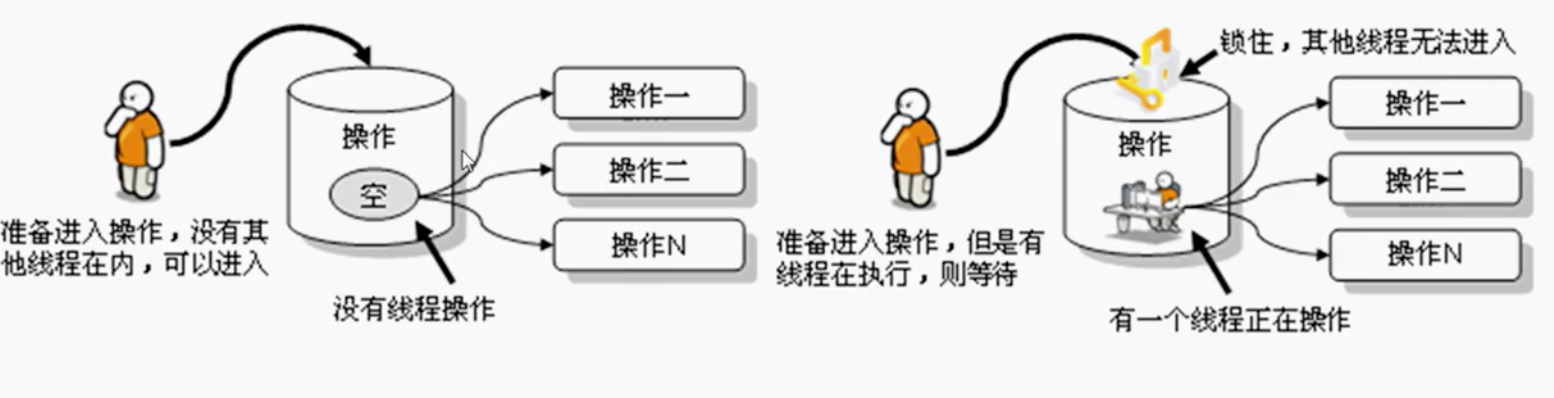 操作
空
操作一
操作二
操作N
准备进入操作，没有其
他线程在内，可以进入
没有线程操作
锁住，其他线程无法进入
操作
操作一
操作二
操作N
准备进入操作，但是有
线程在执行，则等待
有一个线程正在操作